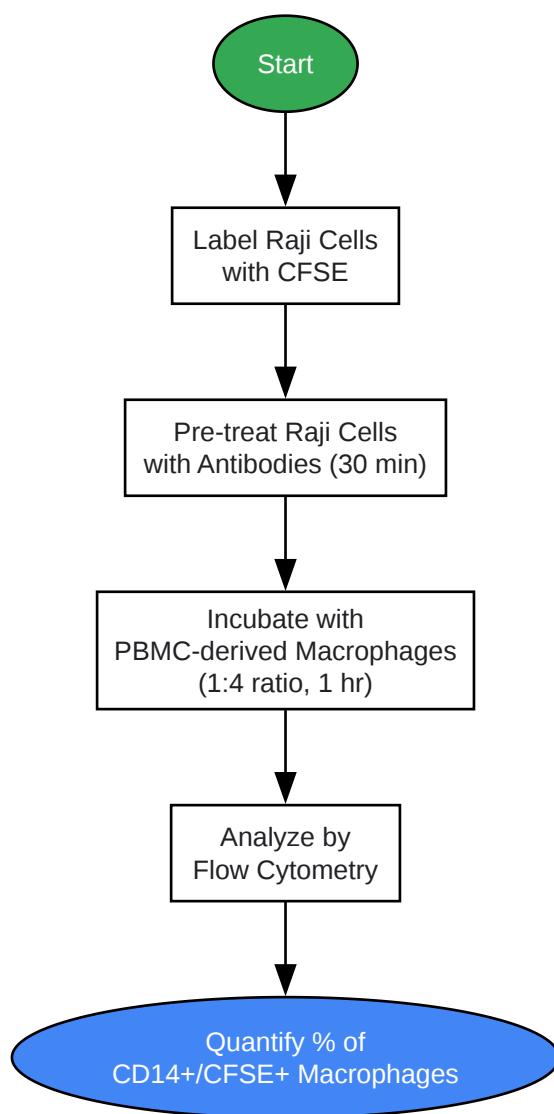 Start
Label Raji Cells
with CFSE
Pre-treat Raji Cells
with Antibodies (30 min)
Incubate with
PBMC-derived Macrophages
(1:4 ratio, 1 hr)
Analyze by
Flow Cytometry
Quantify % of
CD14+/CFSE+ Macrophages